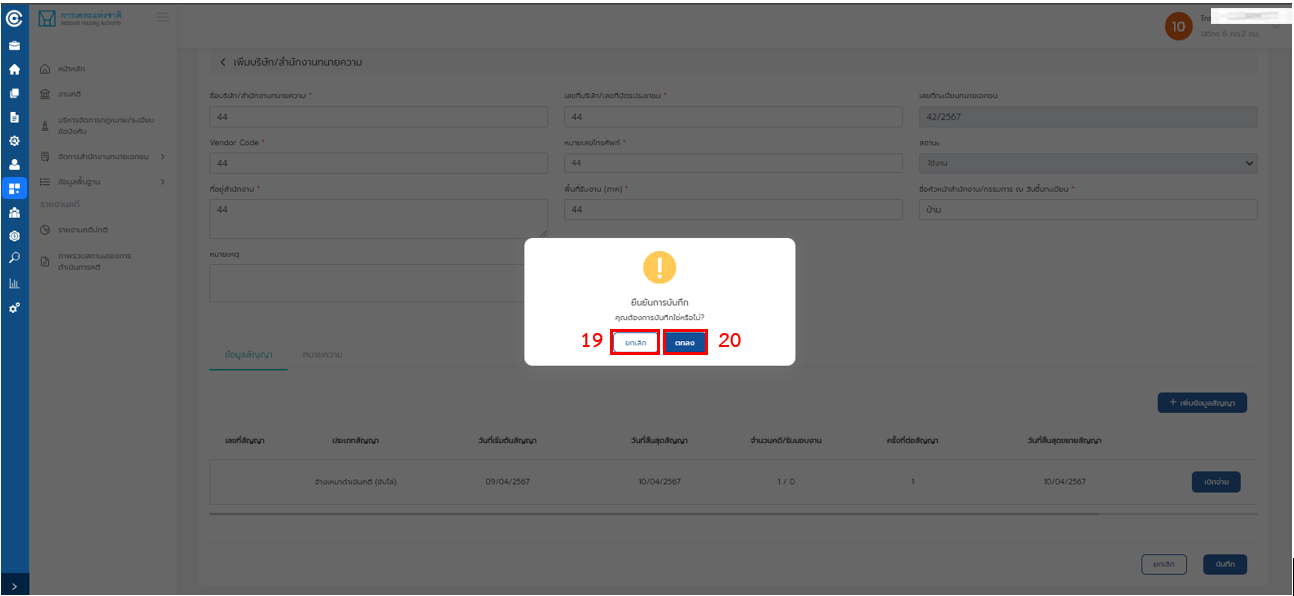 การเคหะแห่งชาติ
National Housing Authority
10
นิติกร 6 กด.2 กม.
หน้าหลัก
งานคดี
บริหารจัดการกฎหมาย/ระเบียบ
ข้อบังคับ
จัดการสำนักงานทนายเอกชน
ข้อมูลพื้นฐาน
รายงานคดี
รายงานคดีปกติ
ภาพรวมสถานะของการ
ดำเนินการคดี
เพิ่มบริษัท/สำนักงานทนายความ
ชื่อบริษัท/สำนักงานทนายความ *
เลขที่บริษัท/เลขที่บัตรประชาชน *
เลขที่ทะเบียนทนายเอกชน
44
44
42/2567
Vendor Code *
หมายเลขโทรศัพท์ *
สถานะ
44
44
ใช้งาน
ที่อยู่สำนักงาน *
พื้นที่รับงาน (ภาค) *
ชื่อหัวหน้าสำนักงาน/กรรมการ ณ วันขึ้นทะเบียน *
44
44
บ้าน
หมายเหตุ
ยืนยันการบันทึก
คุณต้องการบันทึกใช่หรือไม่?
19
ยกเลิก
ตกลง
20
ข้อมูลสัญญา
ทนายความ
+ เพิ่มข้อมูลสัญญา
เลขที่สัญญา
ประเภทสัญญา
วันที่เริ่มต้นสัญญา
วันที่สิ้นสุดสัญญา
จำนวนคดี/รับมอบงาน
ครั้งที่ต่อสัญญา
วันที่สิ้นสุดขยายสัญญา
จ้างเหมาดำเนินคดี (ขับไล่)
09/04/2567
10/04/2567
1 / 0
1
10/04/2567
เบิกจ่าย
ยกเลิก
บันทึก